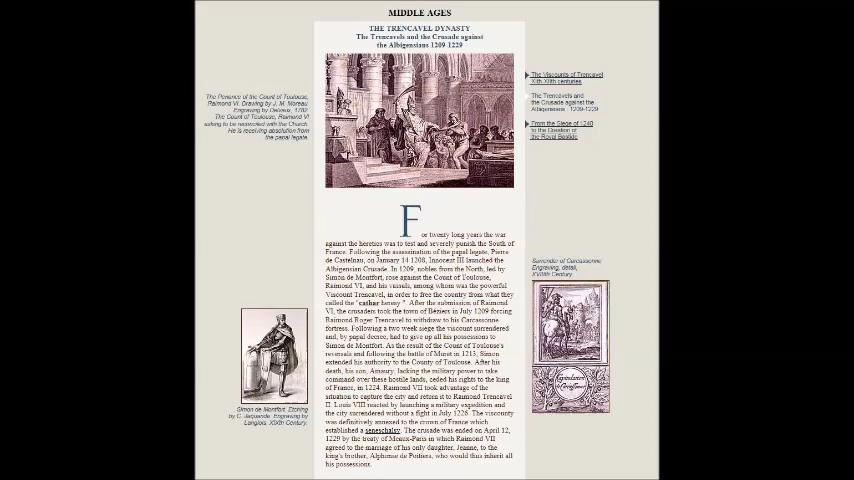 MIDDLE AGES
THE TRENCAVEL DYNASTY
The Trencavels and the Crusade against
the Albigensians 1209-1229
The Penance of the Count of Toulouse,
Raimond VI. Drawing by J. M. Moreau.
Engraving by Delvaux, 1782.
The Count of Toulouse, Raimond VI
asking to be reconciled with the Church.
He is receiving absolution from
the papal legate.
The Viscounts of Trencavel
XIth-XIIth centuries
The Trencavels and
the Crusade against the
Albigensians 1209-1229
From the Siege of 1240
to the Creation of
the Royal Bastide
For twenty long years the war
against the heretics was to test and severely punish the South of
France. Following the assassination of the papal legate, Pierre
de Castelnau, on January 14 1208, Innocent III launched the
Albigensian Crusade. In 1209, nobles from the North, led by
Simon de Montfort, rose against the Count of Toulouse,
Raimond VI, and his vassals, among whom was the powerful
Viscount Trencavel, in order to free the country from what they
called the "cathar heresy ". After the submission of Raimond
VI, the crusaders took the town of Béziers in July 1209 forcing
Raimond Roger Trencavel to withdraw to his Carcassonne
fortress. Following a two week siege the viscount surrendered
and, by papal decree, had to give up all his possessions to
Simon de Montfort. As the result of the Count of Toulouse's
reversals and following the battle of Muret in 1213, Simon
extended his authority to the County of Toulouse. After his
death, his son, Amaury, lacking the military power to take
command over these hostile lands, ceded his rights to the king
of France, in 1224. Raimond VII took advantage of the
situation to capture the city and return it to Raimond Trencavel
II. Louis VIII reacted by launching a military expedition and
the city surrendered without a fight in July 1226. The viscounty
was definitively annexed to the crown of France which
established a seneschalsy. The crusade was ended on April 12,
1229 by the treaty of Meaux-Paris in which Raimond VII
agreed to the marriage of his only daughter, Jeanne, to the
king's brother, Alphonse de Poitiers, who would thus inherit all
his possessions.
Surrender of Carcassonne
Engraving, detail,
XVIIIth Century
Simon de Montfort. Etching
by C. Jaquande. Engraving by
Langlois. XIXth Century.